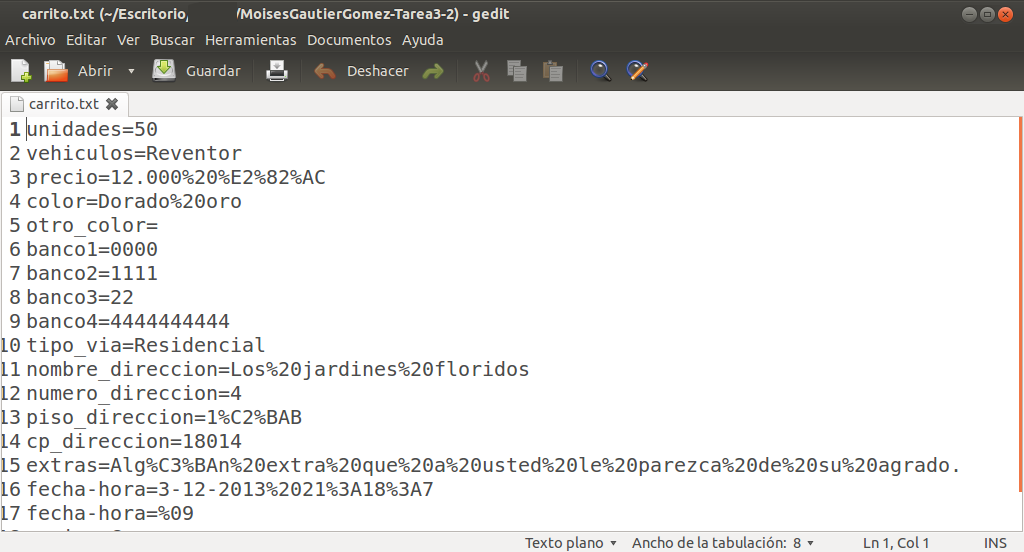 carrito.txt (~/Escritorio/ /MoisesGautierGomez-Tarea3-2) - gedit
Archivo Editar Ver Buscar Herramientas Documentos Ayuda
Abrir Guardar Deshacer
carrito.txt
1 unidades=50
2 vehiculos=Reventor
3 precio=12.000%20%E2%82%AC
4 color=Dorado%20oro
5 otro_color=
6 banco1=0000
7 banco2=1111
8 banco3=22
9 banco4=4444444444
10 tipo_via=Residencial
11 nombre_direccion=Los%20jardines%20floridos
12 numero_direccion=4
13 piso_direccion=1%C2%BAB
14 cp_direccion=18014
15 extras=Alg%C3%BAn%20extra%20que%20a%20usted%20le%20parezca%20de%20su%20agrado.
16 fecha-hora=3-12-2013%2021%3A18%3A7
17 fecha-hora=%09
Texto plano Ancho de la tabulación: 8 Ln 1, Col 1 INS